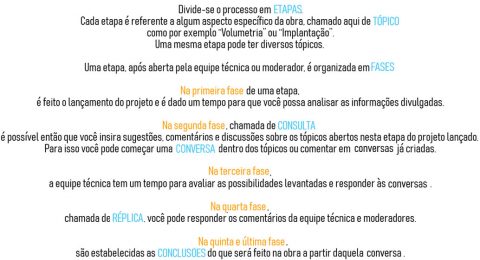 Divide-se o processo em ETAPAS.
Cada etapa é referente a algum aspecto específico da obra, chamado aqui de TÓPICO
como por exemplo "Volumetria" ou "Implantação".
Uma mesma etapa pode ter diversos tópicos.
Uma etapa, após aberta pela equipe técnica ou moderador, é organizada em FASES
Na primeira fase de uma etapa,
é feito o lançamento do projeto e é dado um tempo para que você possa analisar as informações divulgadas.
Na segunda fase, chamada de CONSULTA
é possível então que você insira sugestões, comentários e discussões sobre os tópicos abertos nesta etapa do projeto lançado.
Para isso você pode começar uma CONVERSA dentro dos tópicos ou comentar em conversas já criadas.
Na terceira fase,
a equipe técnica tem um tempo para avaliar as possibilidades levantadas e responder às conversas .
Na quarta fase,
chamada de RÉPLICA, você pode responder os comentários da equipe técnica e moderadores.
Na quinta e última fase,
são estabelecidas as CONCLUSÕES do que será feito na obra a partir daquela conversa .